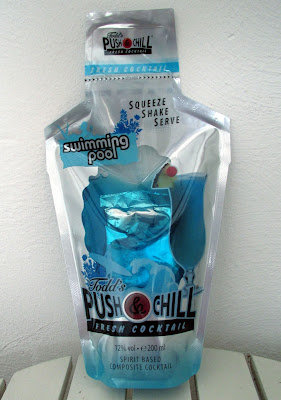 Todd's
PUSH & CHILL
FRESH COCKTAIL
FRESH COCKTAIL
SQUEEZE
SHAKE
SERVE
swimming
pool
Todd's
PUSH & CHILL
FRESH COCKTAIL
12% vol • e 200 ml
SPIRIT BASED
COMPOSITE COCKTAIL